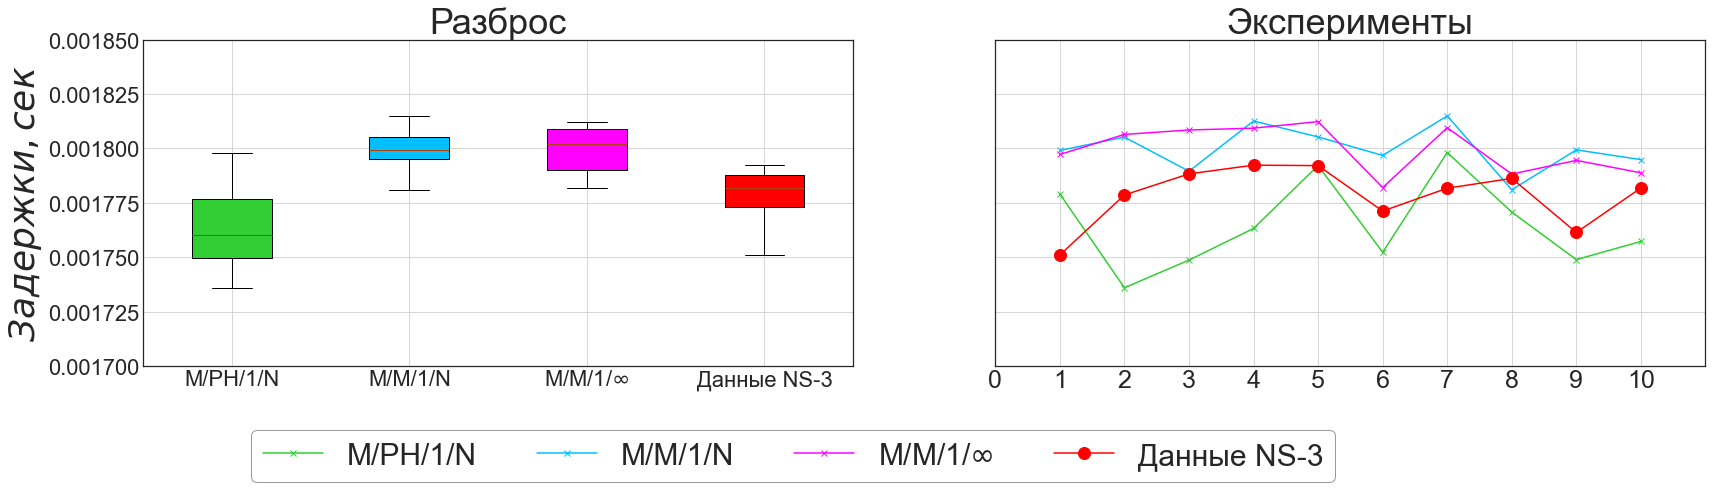 Разброс
Эксперименты
Задержки, сек
0.001850
0.001825
0.001800
0.001775
0.001750
0.001725
0.001700
M/PH/1/N
M/M/1/N
M/M/1/∞
Данные NS-3
0 1 2 3 4 5 6 7 8 9 10
M/PH/1/N M/M/1/N M/M/1/∞ Данные NS-3